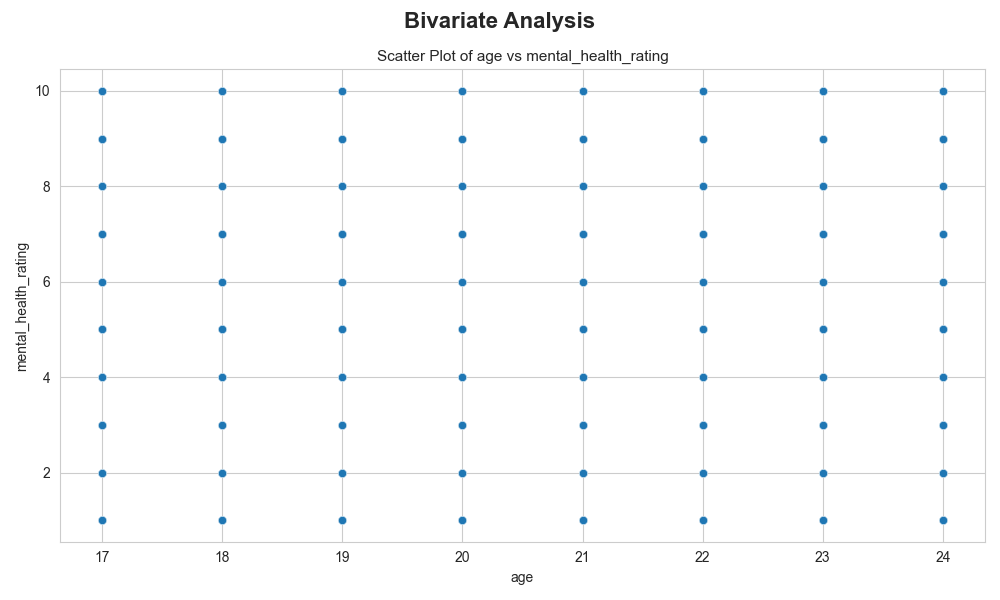 Bivariate Analysis
Scatter Plot of age vs mental_health_rating
mental_health_rating
10
8
6
4
2
17 18 19 20 21 22 23 24
age